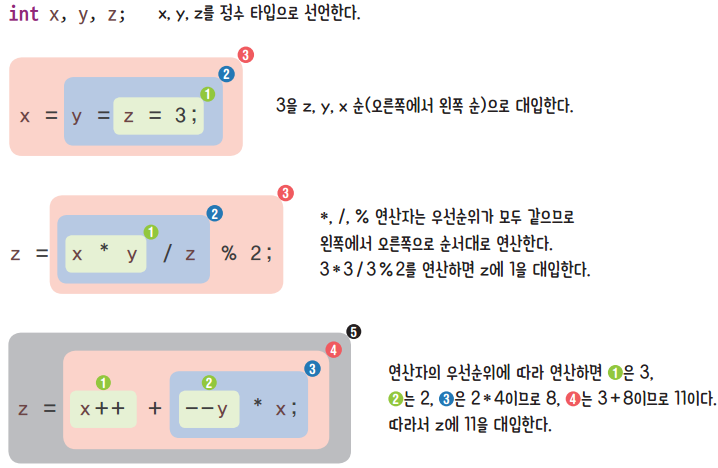 int x, y, z; x, y, z를 정수 타입으로 선언한다.
3
2
1
x = y = z = 3;
3을 z, y, x 순(오른쪽에서 왼쪽 순)으로 대입한다.
3
2
1
z = x * y / z % 2;
*, /, % 연산자는 우선순위가 모두 같으므로
왼쪽에서 오른쪽으로 순서대로 연산한다.
3*3/3%2를 연산하면 z에 1을 대입한다.
5
4
3
1 2
z = x++ + --y * x;
연산자의 우선순위에 따라 연산하면 1은 3,
2는 2, 3은 2*4이므로 8, 4는 3+8이므로 11이다.
따라서 z에 11을 대입한다.